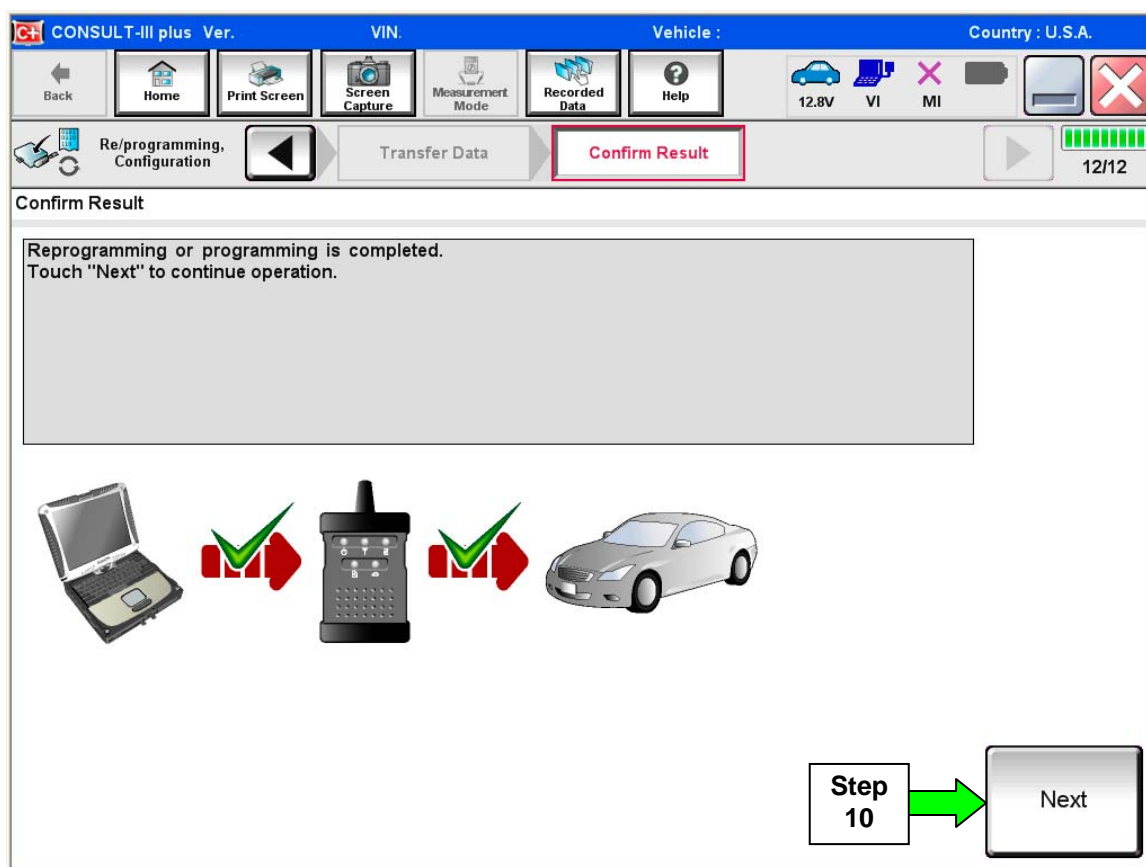 C+ CONSULT-III plus Ver. VIN: Vehicle : Country : U.S.A.
Back
Home
Print Screen
Screen
Capture
Measurement
Mode
Recorded
Data
Help
12.8V
VI
MI
Re/programming,
Configuration
Transfer Data
Confirm Result
12/12
Confirm Result
Reprogramming or programming is completed.
Touch "Next" to continue operation.
Step
10
Next